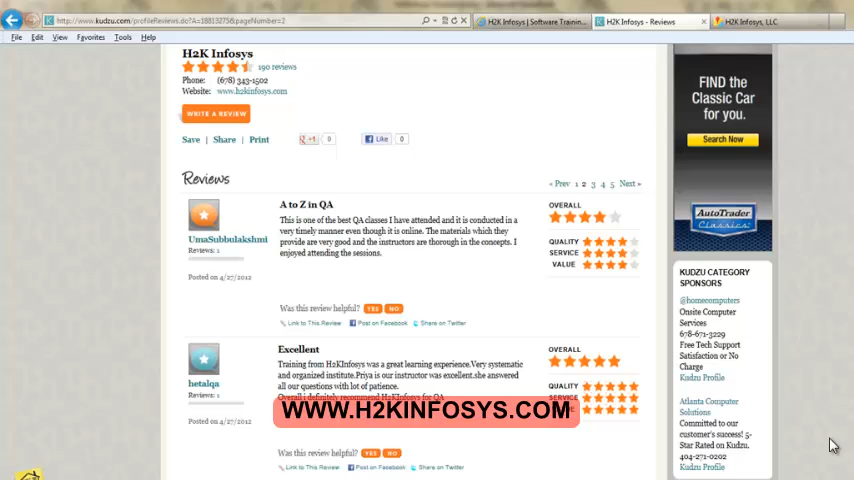 http://www.kudzu.com/profileReviews.do?A=18813275&pageNumber=2
H2K Infosys | Software Trainin...
H2K Infosys - Reviews
H2K Infosys, LLC
File Edit View Favorites Tools Help
H2K Infosys
190 reviews
Phone: (678) 343-1502
Website: www.h2kinfosys.com
WRITE A REVIEW
Save | Share | Print
+1 0
Like 0
Reviews
« Prev 1 2 3 4 5 Next »
A to Z in QA
This is one of the best QA classes I have attended and it is conducted in a
very timely manner even though it is online. The materials which they
provide are very good and the instructors are thorough in the concepts. I
enjoyed attending the sessions.
UmaSubbulakshmi
Reviews: 1
Posted on 4/27/2012
OVERALL
QUALITY
SERVICE
VALUE
Was this review helpful? YES NO
Link to This Review Post on Facebook Share on Twitter
Excellent
Training from H2KInfosys was a great learning experience.Very systematic
and organized institute.Priya is our instructor was excellent.she answered
all our questions with lot of patience.
Overall i definitely recommend H2KInfosys for QA
hetalqa
Reviews: 1
Posted on 4/27/2012
OVERALL
QUALITY
SERVICE
WWW.H2KINFOSYS.COM
Was this review helpful? YES NO
Link to This Review Post on Facebook Share on Twitter
FIND the
Classic Car
for you.
Search Now
AutoTrader
Classics
KUDZU CATEGORY
SPONSORS
@homecomputers
Onsite Computer
Services
678-671-3229
Free Tech Support
Satisfaction or No
Charge
Kudzu Profile
Atlanta Computer
Solutions
Committed to our
customer's success! 5-
Star Rated on Kudzu.
404-271-0202
Kudzu Profile